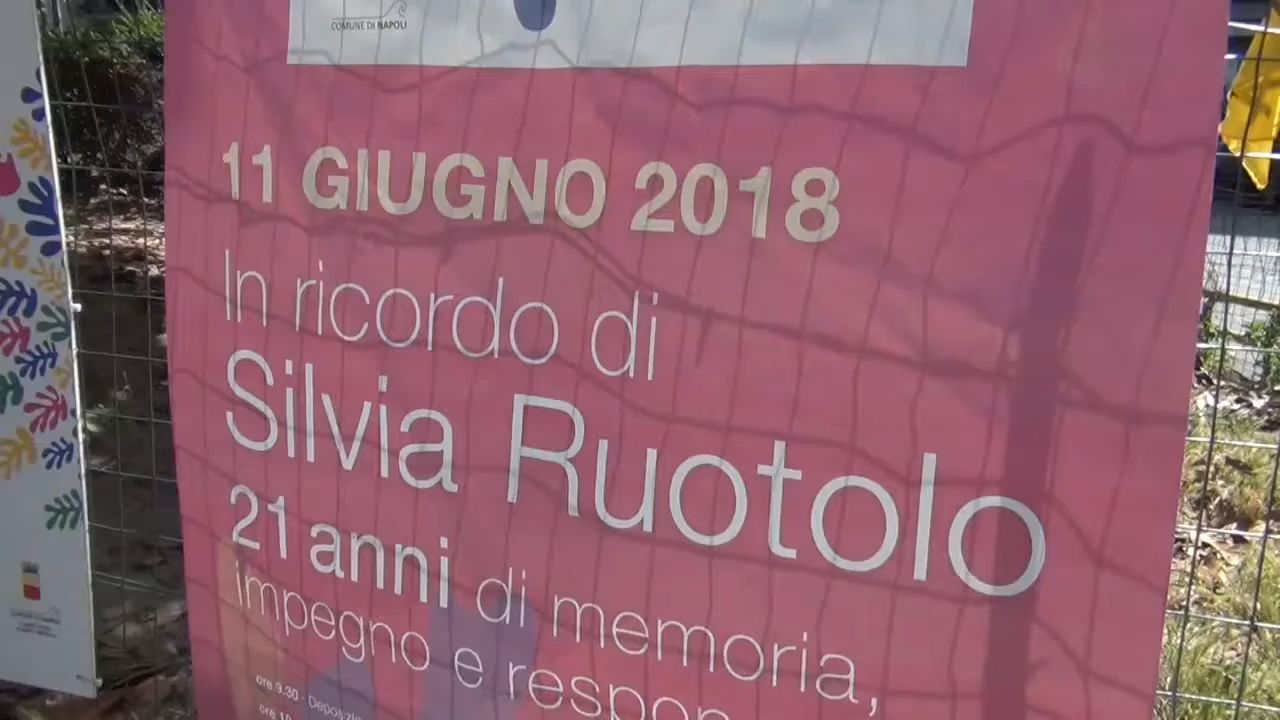 COMUNE DI NAPOLI
11 GIUGNO 2018
In ricordo di
Silvia Ruotolo
21 anni di memoria,
impegno e respon
ore 9.30 - Deposizio
ore 10